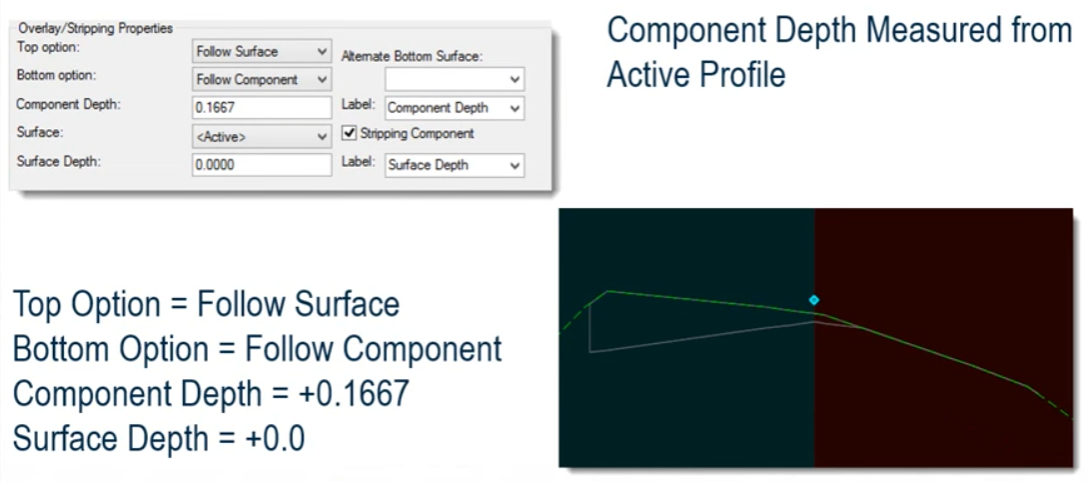 Overlay/Stripping Properties
Top option: Follow Surface Alternate Bottom Surface:
Bottom option: Follow Component
Component Depth: 0.1667 Label: Component Depth
Surface: <Active> Stripping Component
Surface Depth: 0.0000 Label: Surface Depth
Component Depth Measured from
Active Profile
Top Option = Follow Surface
Bottom Option = Follow Component
Component Depth = +0.1667
Surface Depth = +0.0